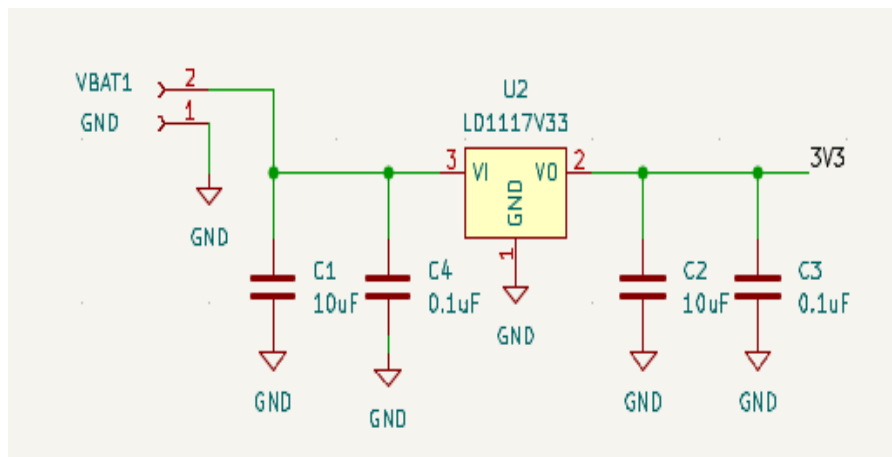 VBAT1 2
GND 1
GND
U2
LD1117V33
3 VI VO 2
GND
1
GND
3V3
C1
10uF
GND
C4
0.1uF
GND
C2
10uF
GND
C3
0.1uF
GND